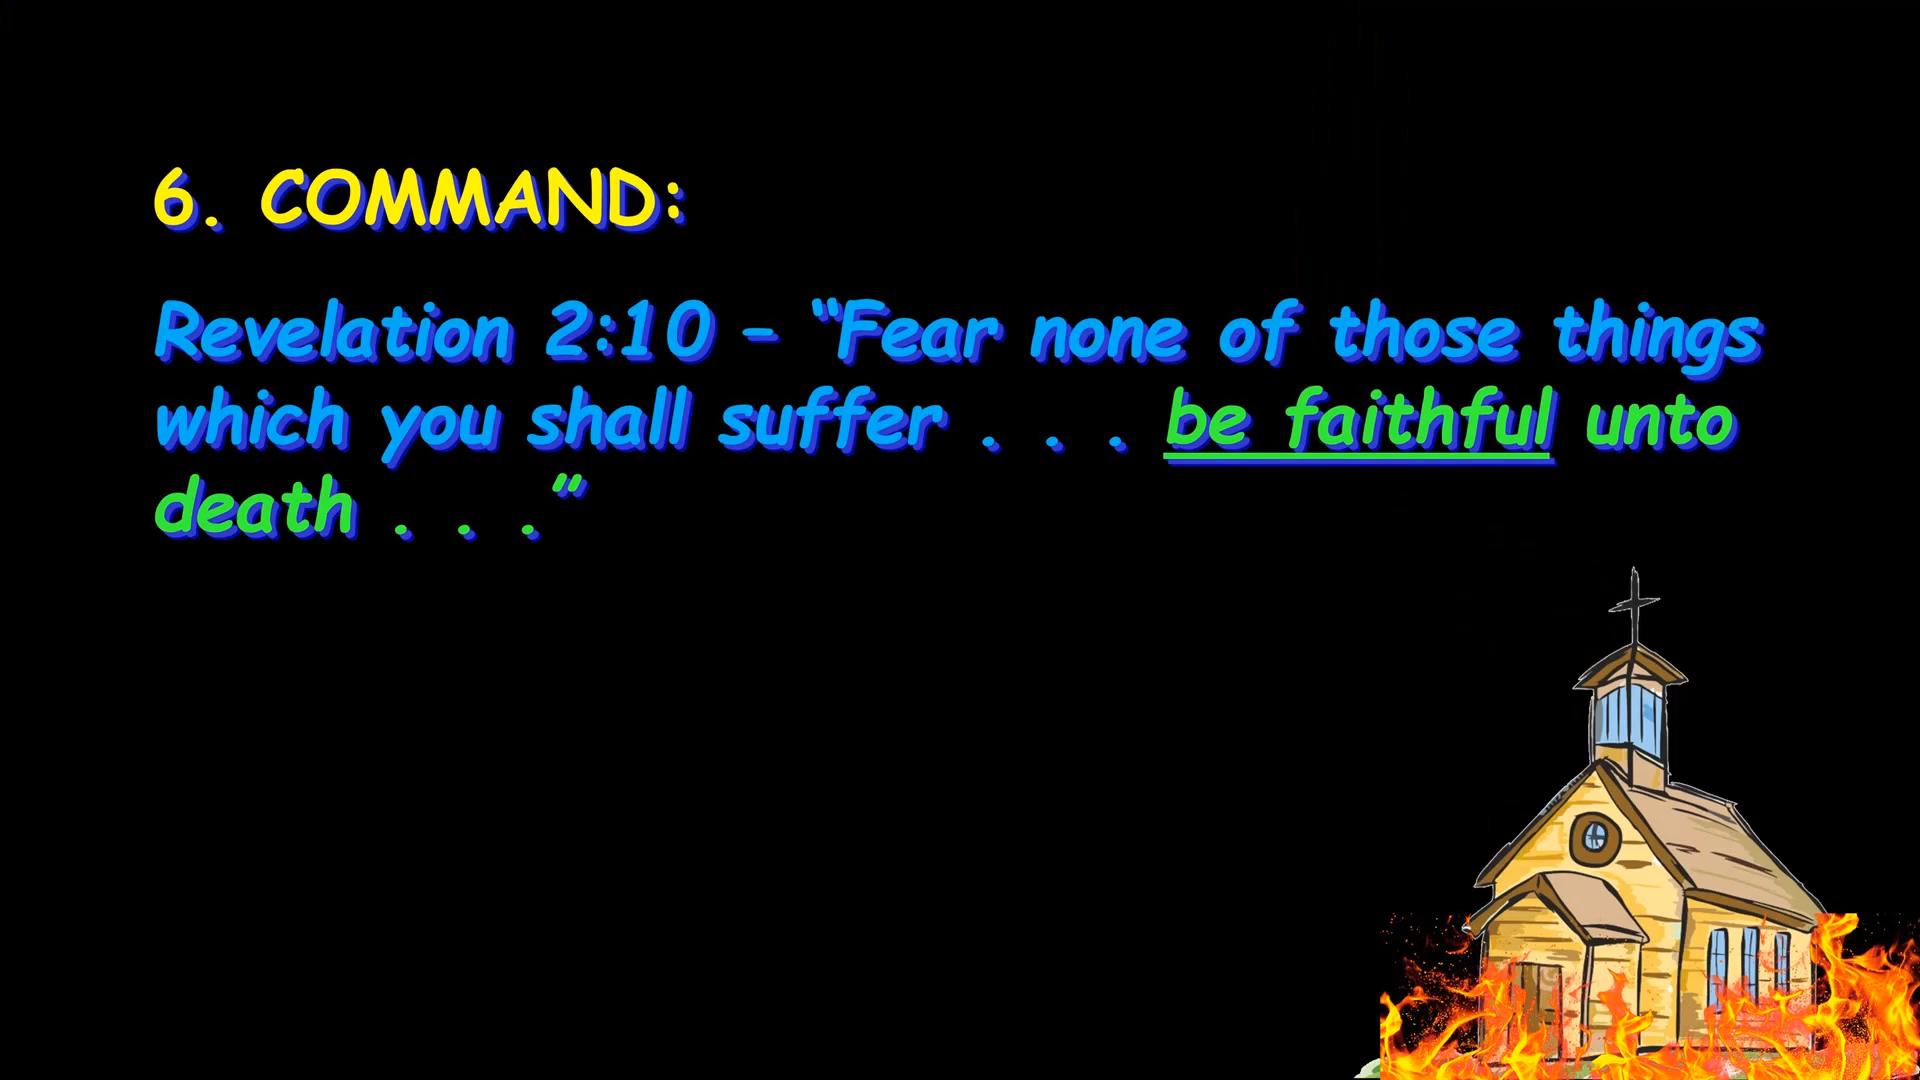 6. COMMAND:
Revelation 2:10 – “Fear none of those things
which you shall suffer . . . be faithful unto
death . . .”